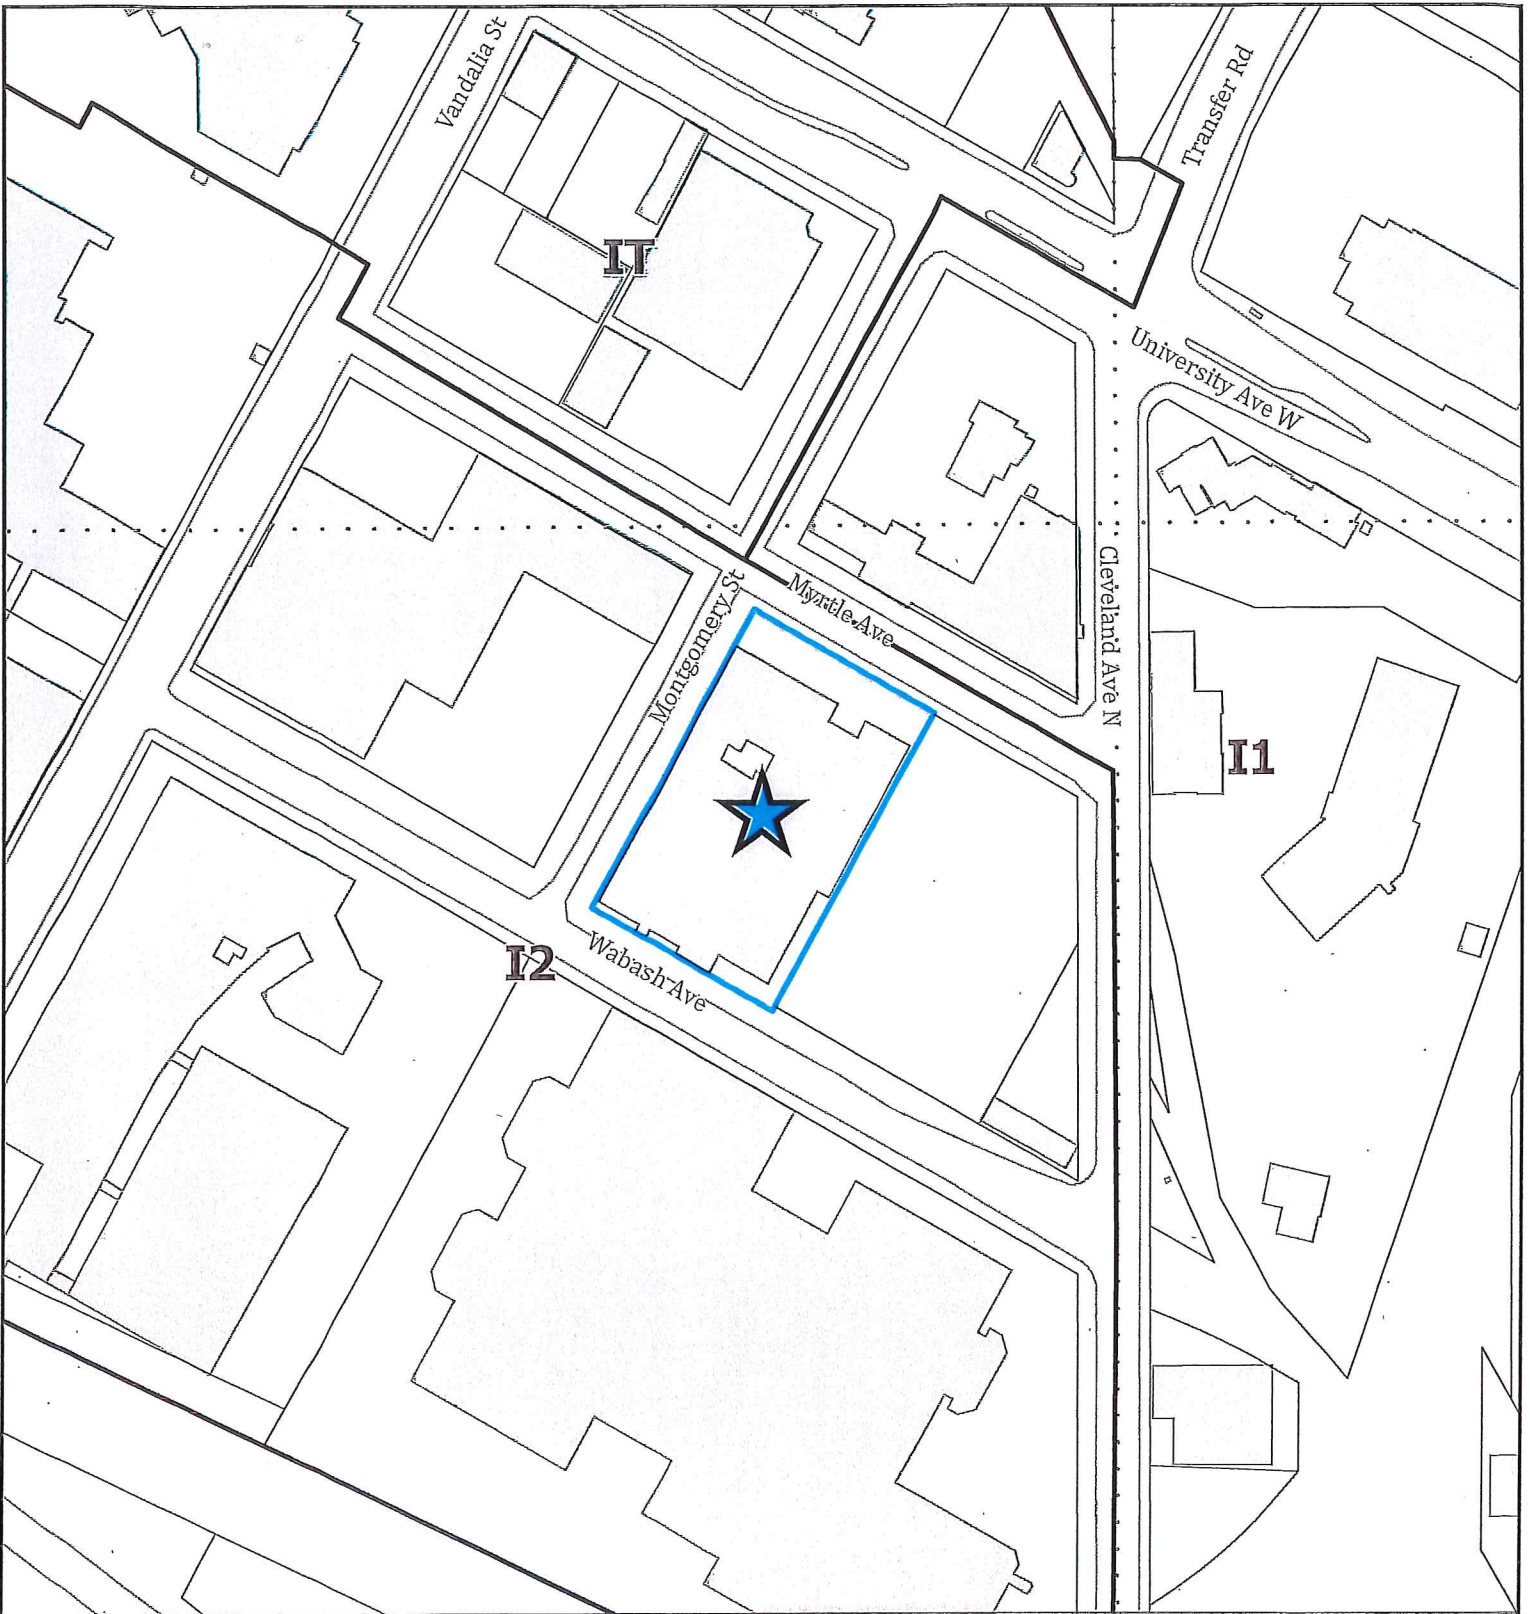 Vandalia St
Transfer Rd
IT
University Ave W
Myrtle Ave
Cleveland Ave N
Montgomery St
I1
I2
Wabash Ave